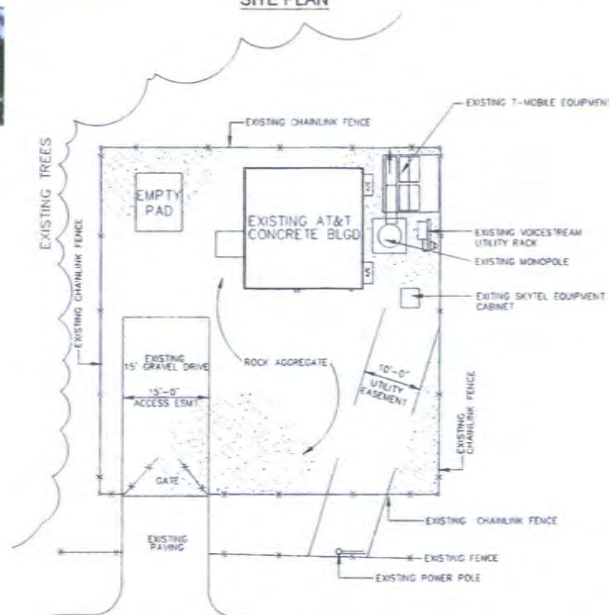 SITE PLAN
EXISTING CHAINLINK FENCE
EXISTING T-MOBILE EQUIPMENT
EXISTING TREES
EMPTY
PAD
EXISTING AT&T
CONCRETE BLGD
A/C
A/C
EXISTING VOICESTREAM
UTILITY RACK
EXISTING MONOPOLE
EXITING SKYTEL EQUIPMENT
CABINET
EXISTING CHAINLINK FENCE
EXISTING
15' GRAVEL DRIVE
15'-0"
ACCESS ESMT.
ROCK AGGREGATE
10'-0"
UTILITY
EASEMENT
EXISTING
CHAINLINK FENCE
GATE
EXISTING
PAVING
EXISTING CHAINLINK FENCE
EXISTING FENCE
EXISTING POWER POLE